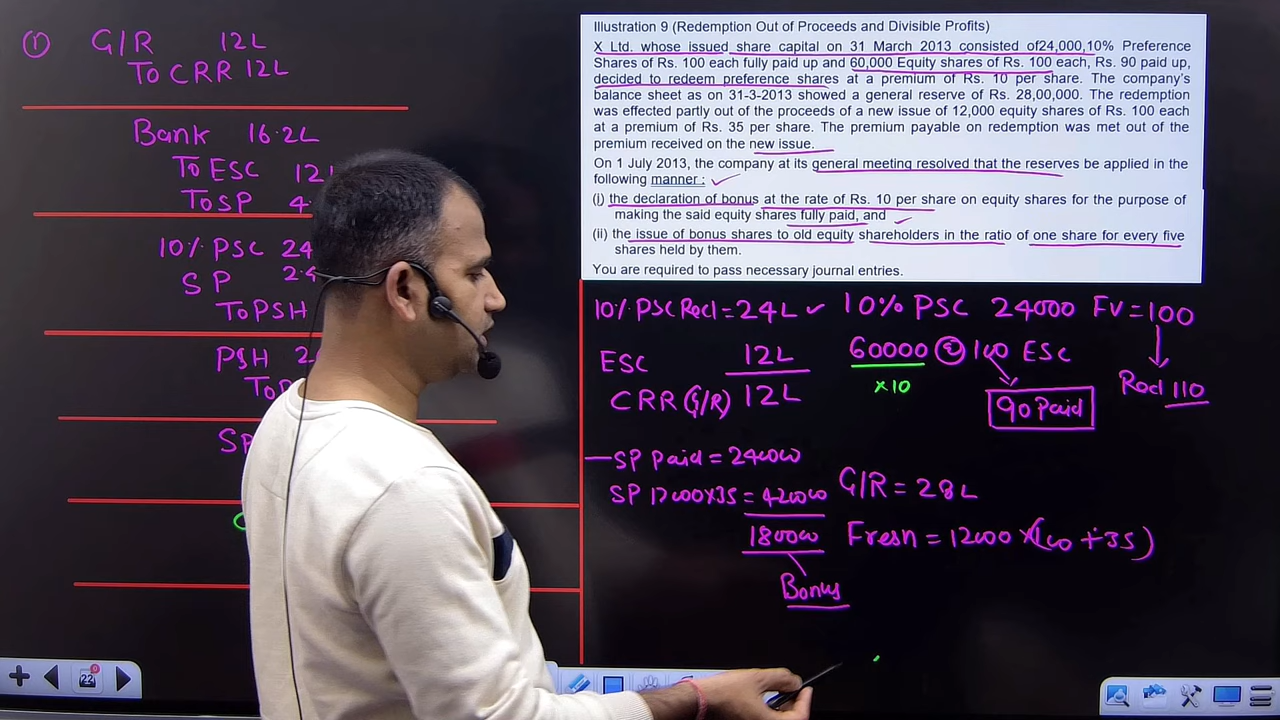 ① G/R 12L
To CRR 12L
Bank 16.2L
To ESC 12L
To SP 4.
10% PSC 24
SP 2.4
To PSH
PSH 2
To
SP
Illustration 9 (Redemption Out of Proceeds and Divisible Profits)
X Ltd. whose issued share capital on 31 March 2013 consisted of24,000,10% Preference
Shares of Rs. 100 each fully paid up and 60,000 Equity shares of Rs. 100 each, Rs. 90 paid up,
decided to redeem preference shares at a premium of Rs. 10 per share. The company's
balance sheet as on 31-3-2013 showed a general reserve of Rs. 28,00,000. The redemption
was effected partly out of the proceeds of a new issue of 12,000 equity shares of Rs. 100 each
at a premium of Rs. 35 per share. The premium payable on redemption was met out of the
premium received on the new issue.
On 1 July 2013, the company at its general meeting resolved that the reserves be applied in the
following manner :
(i) the declaration of bonus at the rate of Rs. 10 per share on equity shares for the purpose of
making the said equity shares fully paid, and
(ii) the issue of bonus shares to old equity shareholders in the ratio of one share for every five
shares held by them.
You are required to pass necessary journal entries.
10% PSC Red = 24L 10% PSC 24000 FV = 100
ESC 12L 60000 @ 100 ESC
x10 Red 110
CRR (G/R) 12L 90 Paid
SP Paid = 240000
SP 12000x35 = 420000 G/R = 28L
180000 Fresh = 12000 x (100 + 35)
Bonus
22